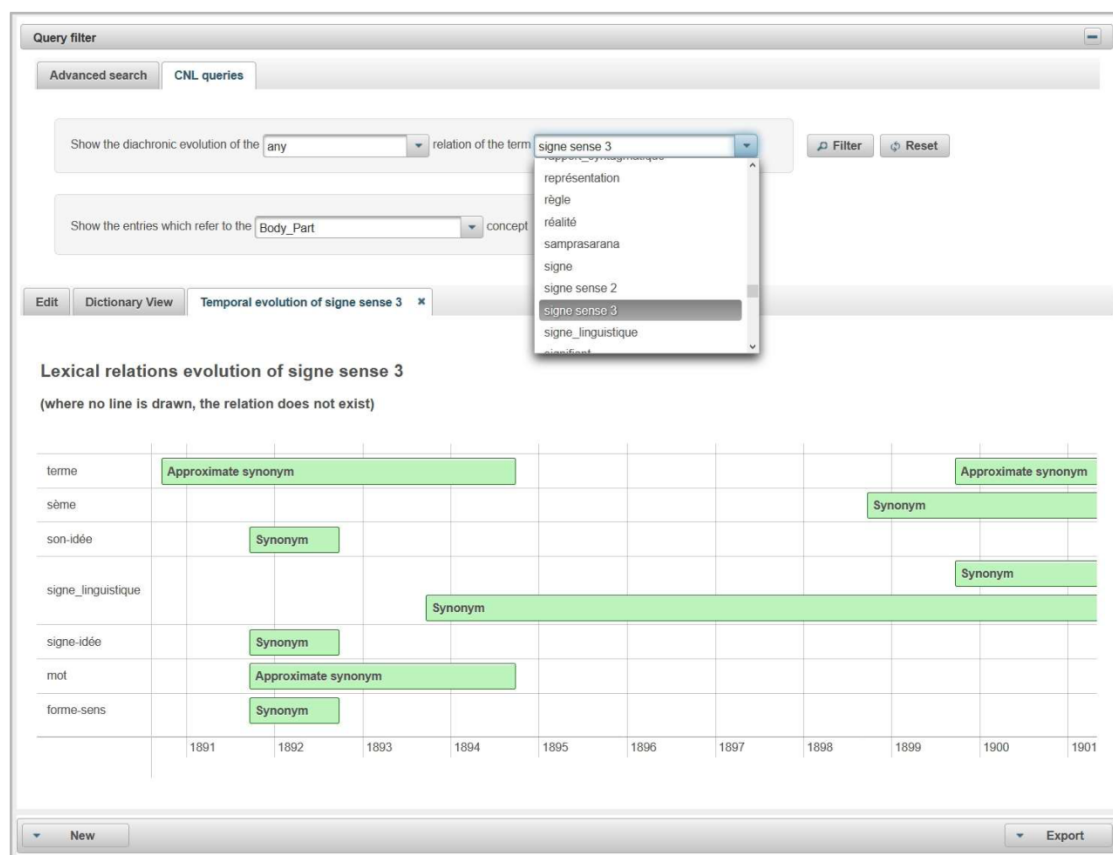 Query filter
Advanced search CNL queries
Show the diachronic evolution of the any relation of the term signe sense 3 Filter Reset
rapport_syntagmatique
représentation
règle
réalité
samprasarana
signe
signe sense 2
signe sense 3
signe_linguistique
signifiant
Show the entries which refer to the Body_Part concept
Edit Dictionary View Temporal evolution of signe sense 3
Lexical relations evolution of signe sense 3
(where no line is drawn, the relation does not exist)
terme Approximate synonym Approximate synonym
sème Synonym
son-idée Synonym
Synonym
signe_linguistique
Synonym
signe-idée Synonym
mot Approximate synonym
forme-sens Synonym
1891 1892 1893 1894 1895 1896 1897 1898 1899 1900 1901
New Export